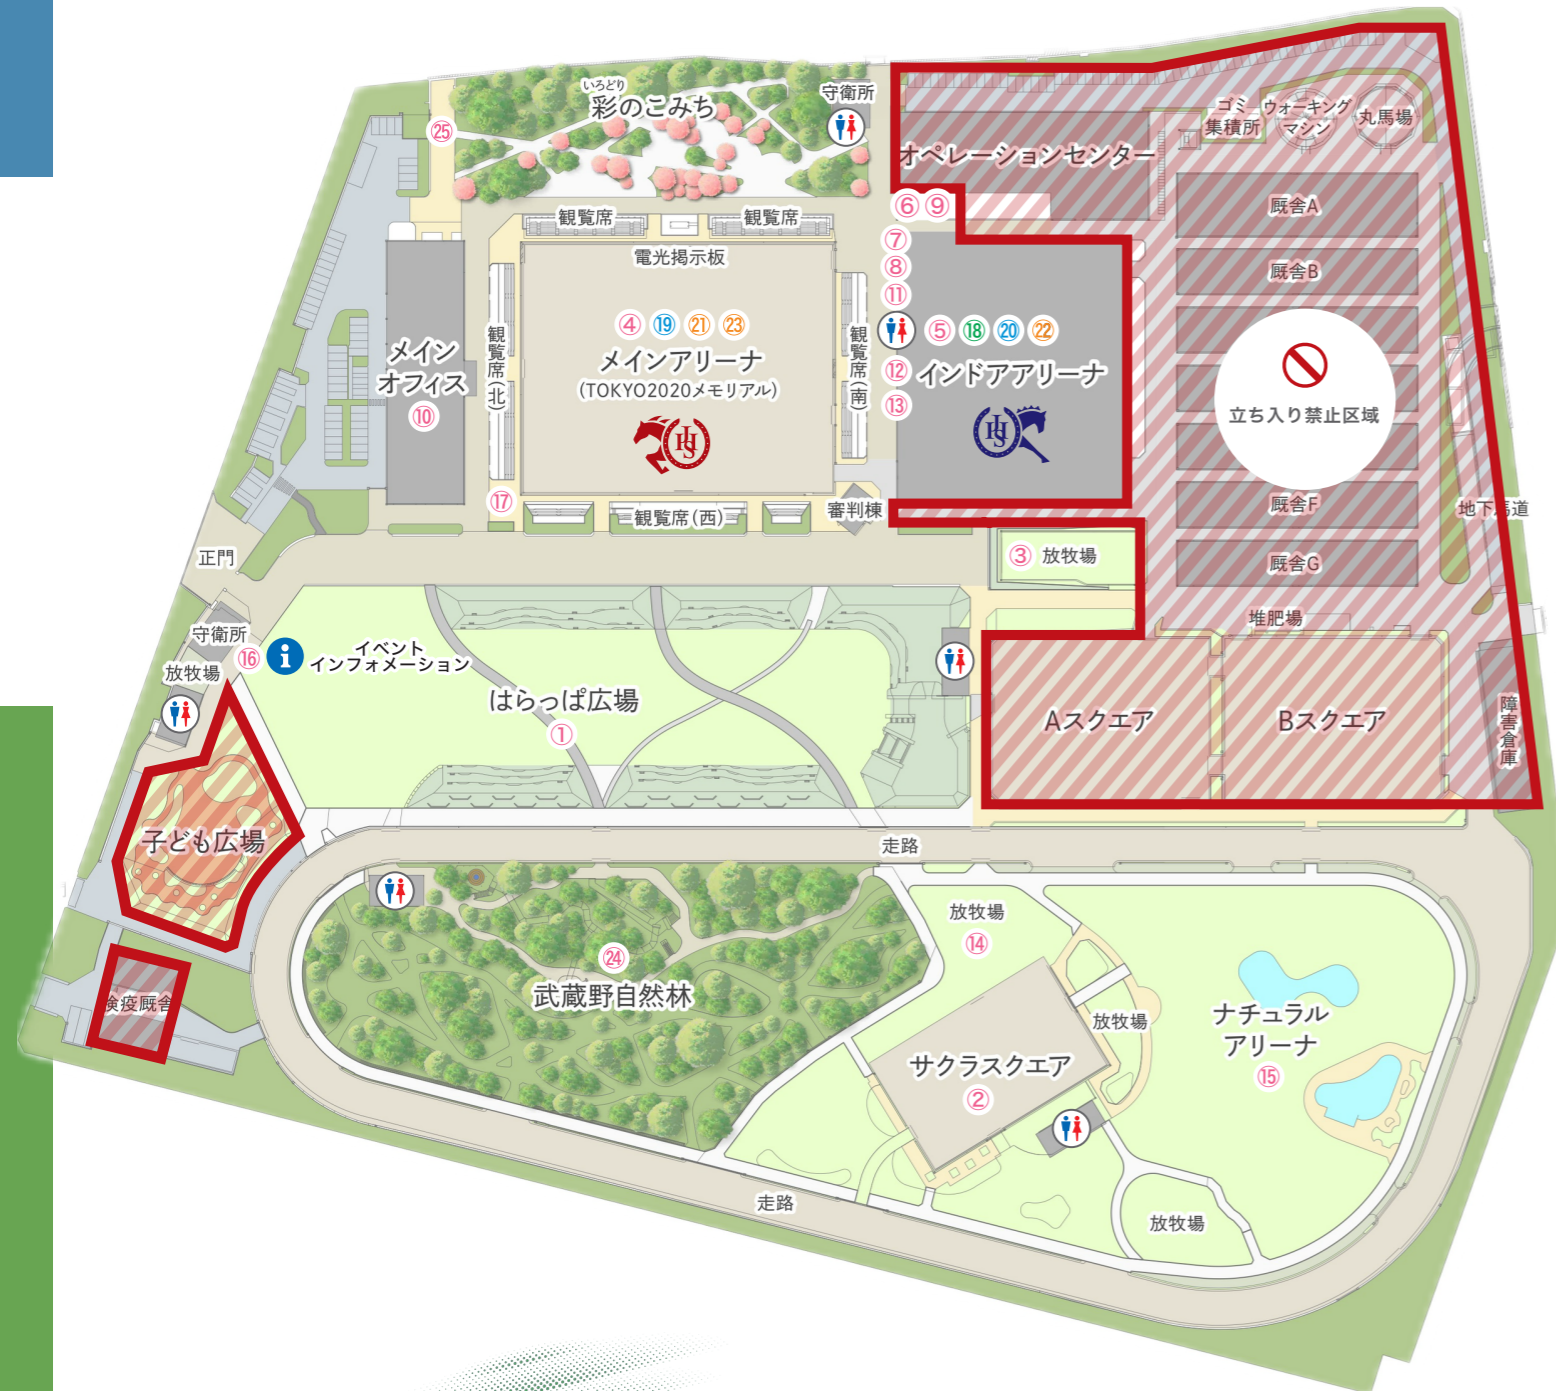 いろどり
彩のこみち
守衛所
㉕
オペレーションセンター
ゴミ
集積所
ウォーキング
マシン
丸馬場
⑥ ⑨
厩舎A
観覧席
観覧席
電光掲示板
⑦
⑧
⑪
厩舎B
④ ⑲ ㉑ ㉓
メインアリーナ
(TOKYO2020メモリアル)
観覧席(北)
観覧席(南)
⑤ ⑱ ⑳ ㉒
インドアアリーナ
⑫
⑬
メイン
オフィス
⑩
立ち入り禁止区域
⑰
観覧席(西)
審判棟
厩舎F
地下馬道
正門
③ 放牧場
厩舎G
堆肥場
守衛所
⑯
イベント
インフォメーション
放牧場
はらっぱ広場
①
Aスクエア
Bスクエア
障害倉庫
子ども広場
走路
放牧場
⑭
㉔
武蔵野自然林
検疫厩舎
放牧場
ナチュラル
アリーナ
⑮
サクラスクエア
②
走路
放牧場